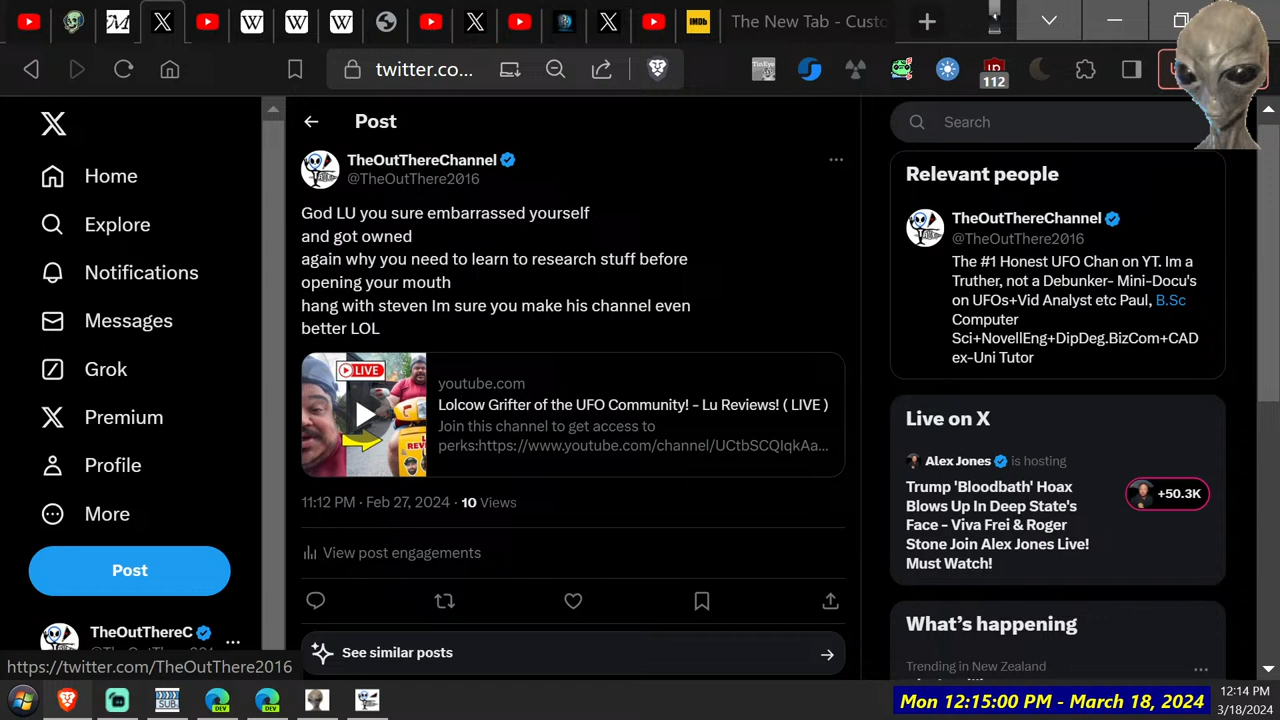 IMDb
The New Tab - Custo
twitter.co...
TinEye
112
Home
Explore
Notifications
Messages
Grok
Premium
Profile
More
Post
TheOutThereC
...
https://twitter.com/TheOutThere2016
Post
TheOutThereChannel
@TheOutThere2016
God LU you sure embarrassed yourself
and got owned
again why you need to learn to research stuff before
opening your mouth
hang with steven Im sure you make his channel even
better LOL
LIVE
youtube.com
Lolcow Grifter of the UFO Community! - Lu Reviews! ( LIVE )
Join this channel to get access to
perks:https://www.youtube.com/channel/UCtbSCQIqkAa...
11:12 PM · Feb 27, 2024 · 10 Views
View post engagements
See similar posts
Search
Relevant people
TheOutThereChannel
@TheOutThere2016
The #1 Honest UFO Chan on YT. Im a
Truther, not a Debunker- Mini-Docu's
on UFOs+Vid Analyst etc Paul, B.Sc
Computer
Sci+NovellEng+DipDeg.BizCom+CAD
ex-Uni Tutor
Live on X
Alex Jones is hosting
Trump 'Bloodbath' Hoax
Blows Up In Deep State's
Face - Viva Frei & Roger
Stone Join Alex Jones Live!
Must Watch!
+50.3K
What's happening
Trending in New Zealand
SUB
DEV
DEV
Mon 12:15:00 PM - March 18, 2024
12:14 PM
3/18/2024